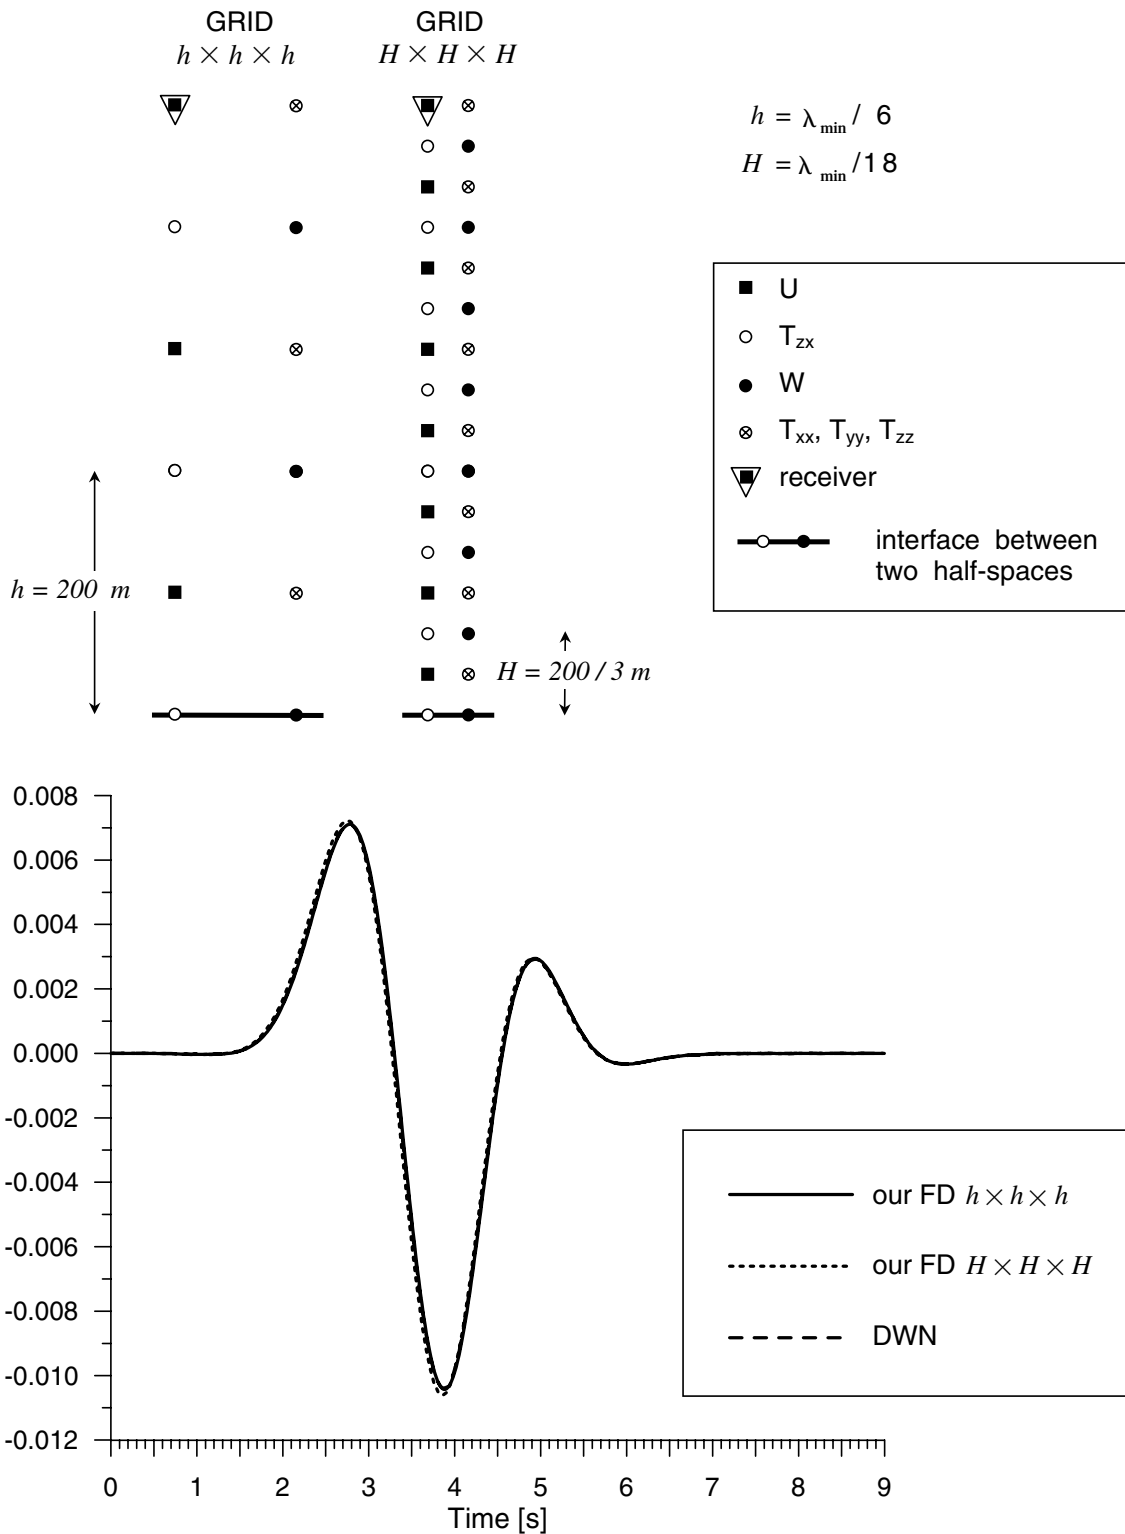 GRID GRID
h × h × h H × H × H
h = λmin / 6
H = λmin /18
U
Tzx
W
Txx, Tyy, Tzz
receiver
interface between
two half-spaces
h = 200 m
H = 200 / 3 m
0.008
0.006
0.004
0.002
0.000
-0.002
-0.004
-0.006
-0.008
-0.010
-0.012
our FD h × h × h
our FD H × H × H
DWN
0 1 2 3 4 5 6 7 8 9
Time [s]